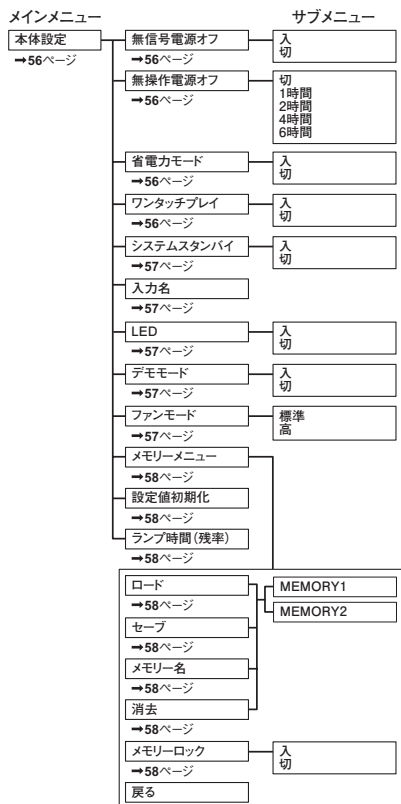 メインメニュー
サブメニュー
本体設定
➞56ページ
無信号電源オフ
➞56ページ
入
切
無操作電源オフ
➞56ページ
切
1時間
2時間
4時間
6時間
省電力モード
➞56ページ
入
切
ワンタッチプレイ
➞56ページ
入
切
システムスタンバイ
➞57ページ
入
切
入力名
➞57ページ
LED
➞57ページ
入
切
デモモード
➞57ページ
入
切
ファンモード
➞57ページ
標準
高
メモリーメニュー
➞58ページ
設定値初期化
➞58ページ
ランプ時間(残率)
➞58ページ
ロード
➞58ページ
MEMORY1
MEMORY2
セーブ
➞58ページ
メモリー名
➞58ページ
消去
➞58ページ
メモリーロック
➞58ページ
入
切
戻る